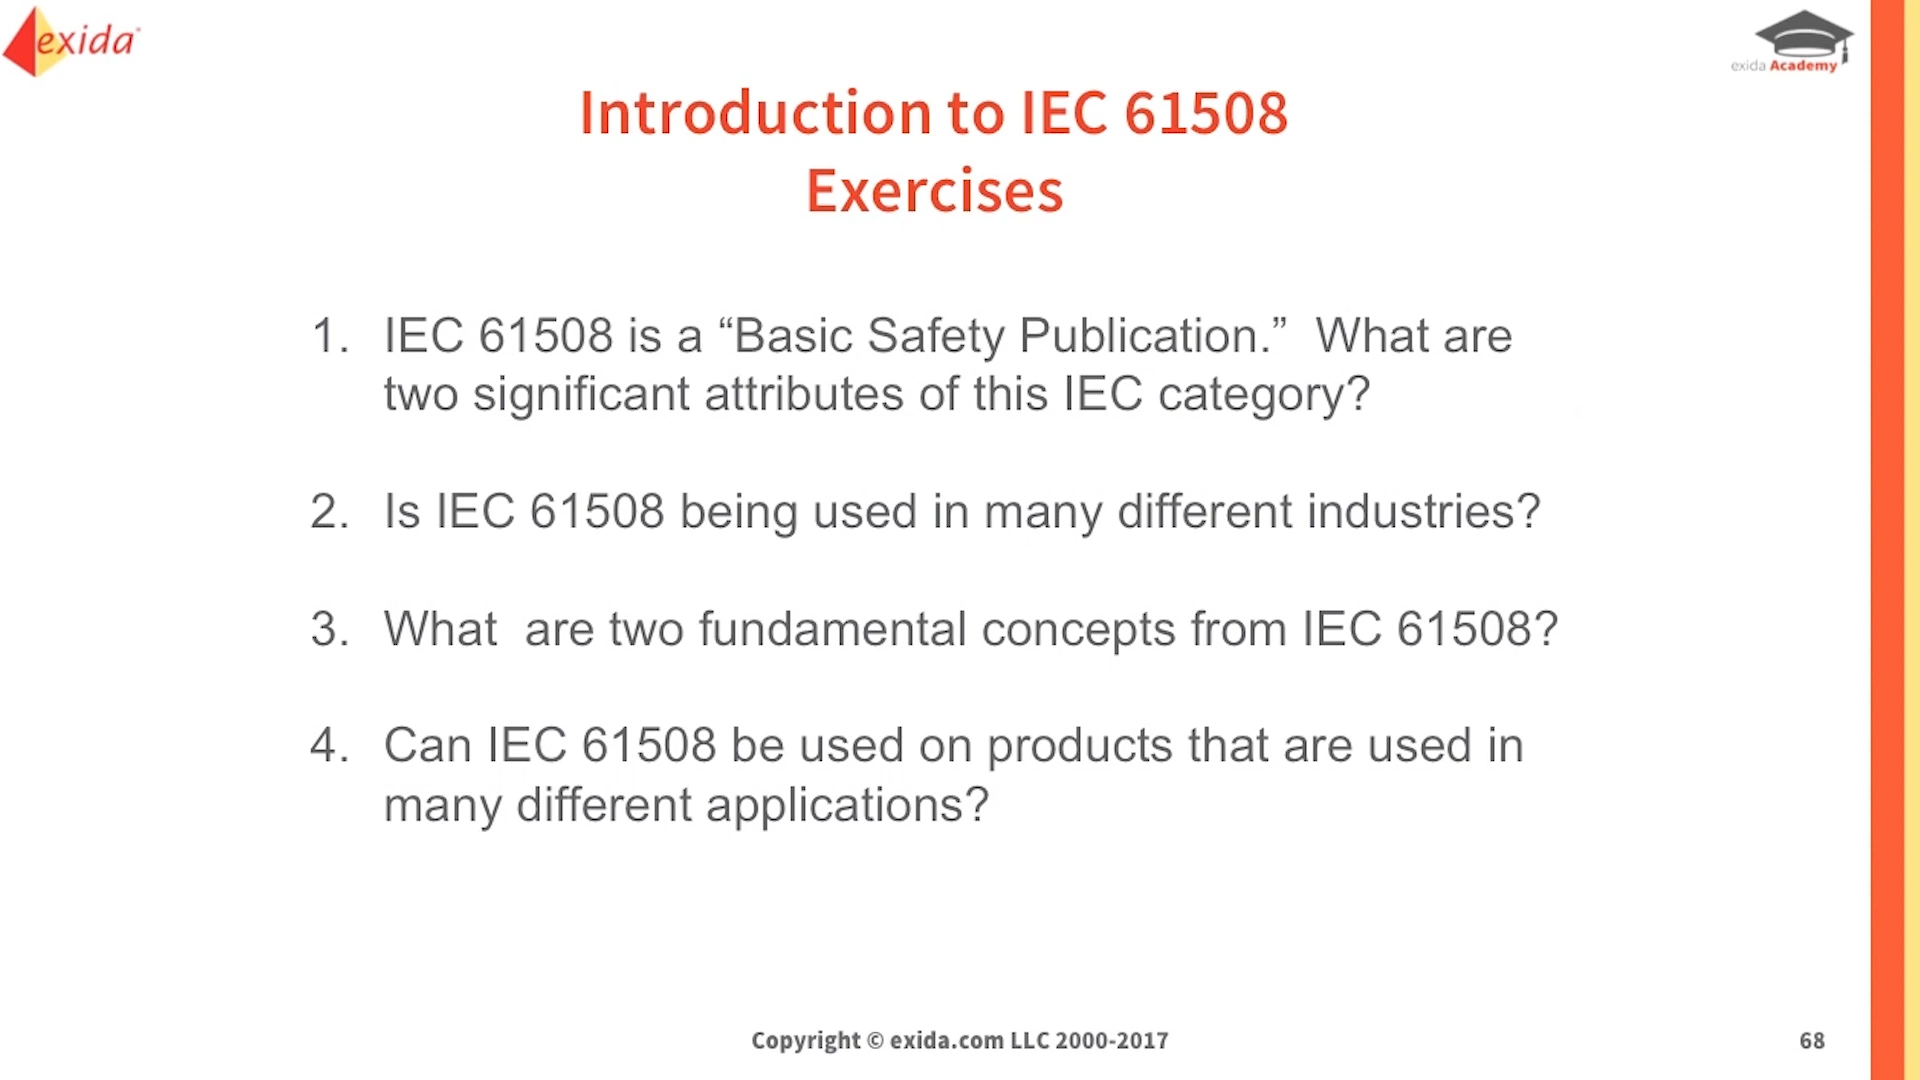 exida
exida Academy
Introduction to IEC 61508
Exercises
1. IEC 61508 is a “Basic Safety Publication.”  What are
two significant attributes of this IEC category?
2. Is IEC 61508 being used in many different industries?
3. What  are two fundamental concepts from IEC 61508?
4. Can IEC 61508 be used on products that are used in
many different applications?
Copyright © exida.com LLC 2000-2017
68